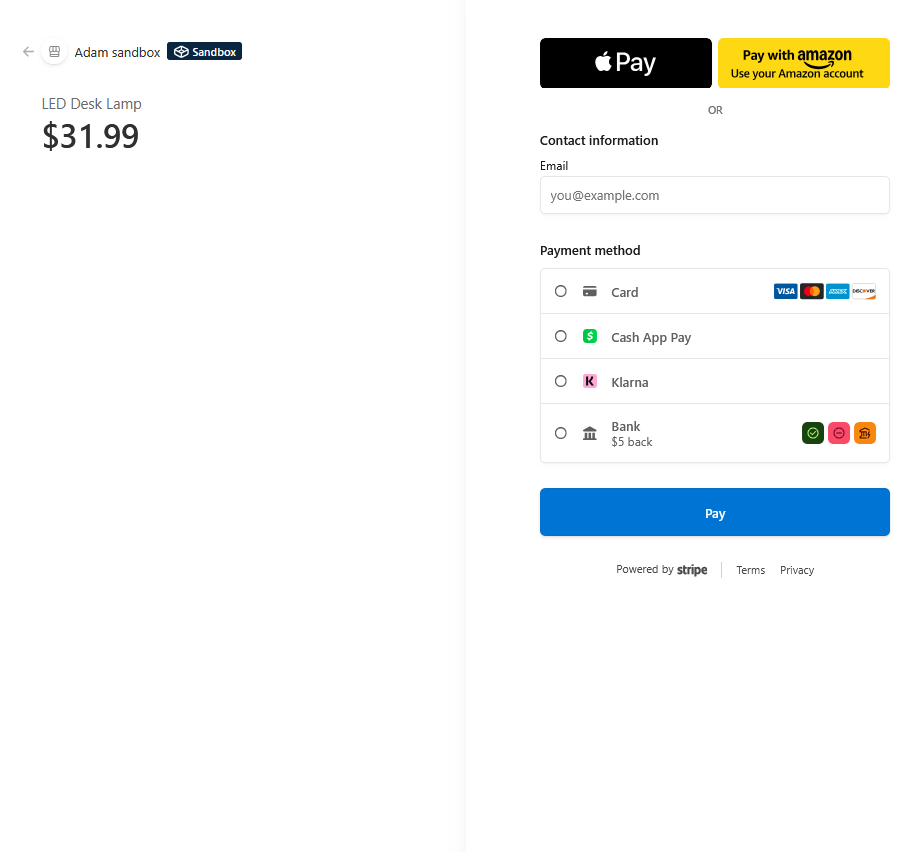 Adam sandbox
Sandbox
LED Desk Lamp
$31.99
Pay
Pay with amazon
Use your Amazon account
OR
Contact information
Email
you@example.com
Payment method
Card
VISA
AMEX
DISCOVER
$
Cash App Pay
K
Klarna
Bank
$5 back
Pay
Powered by stripe
Terms
Privacy